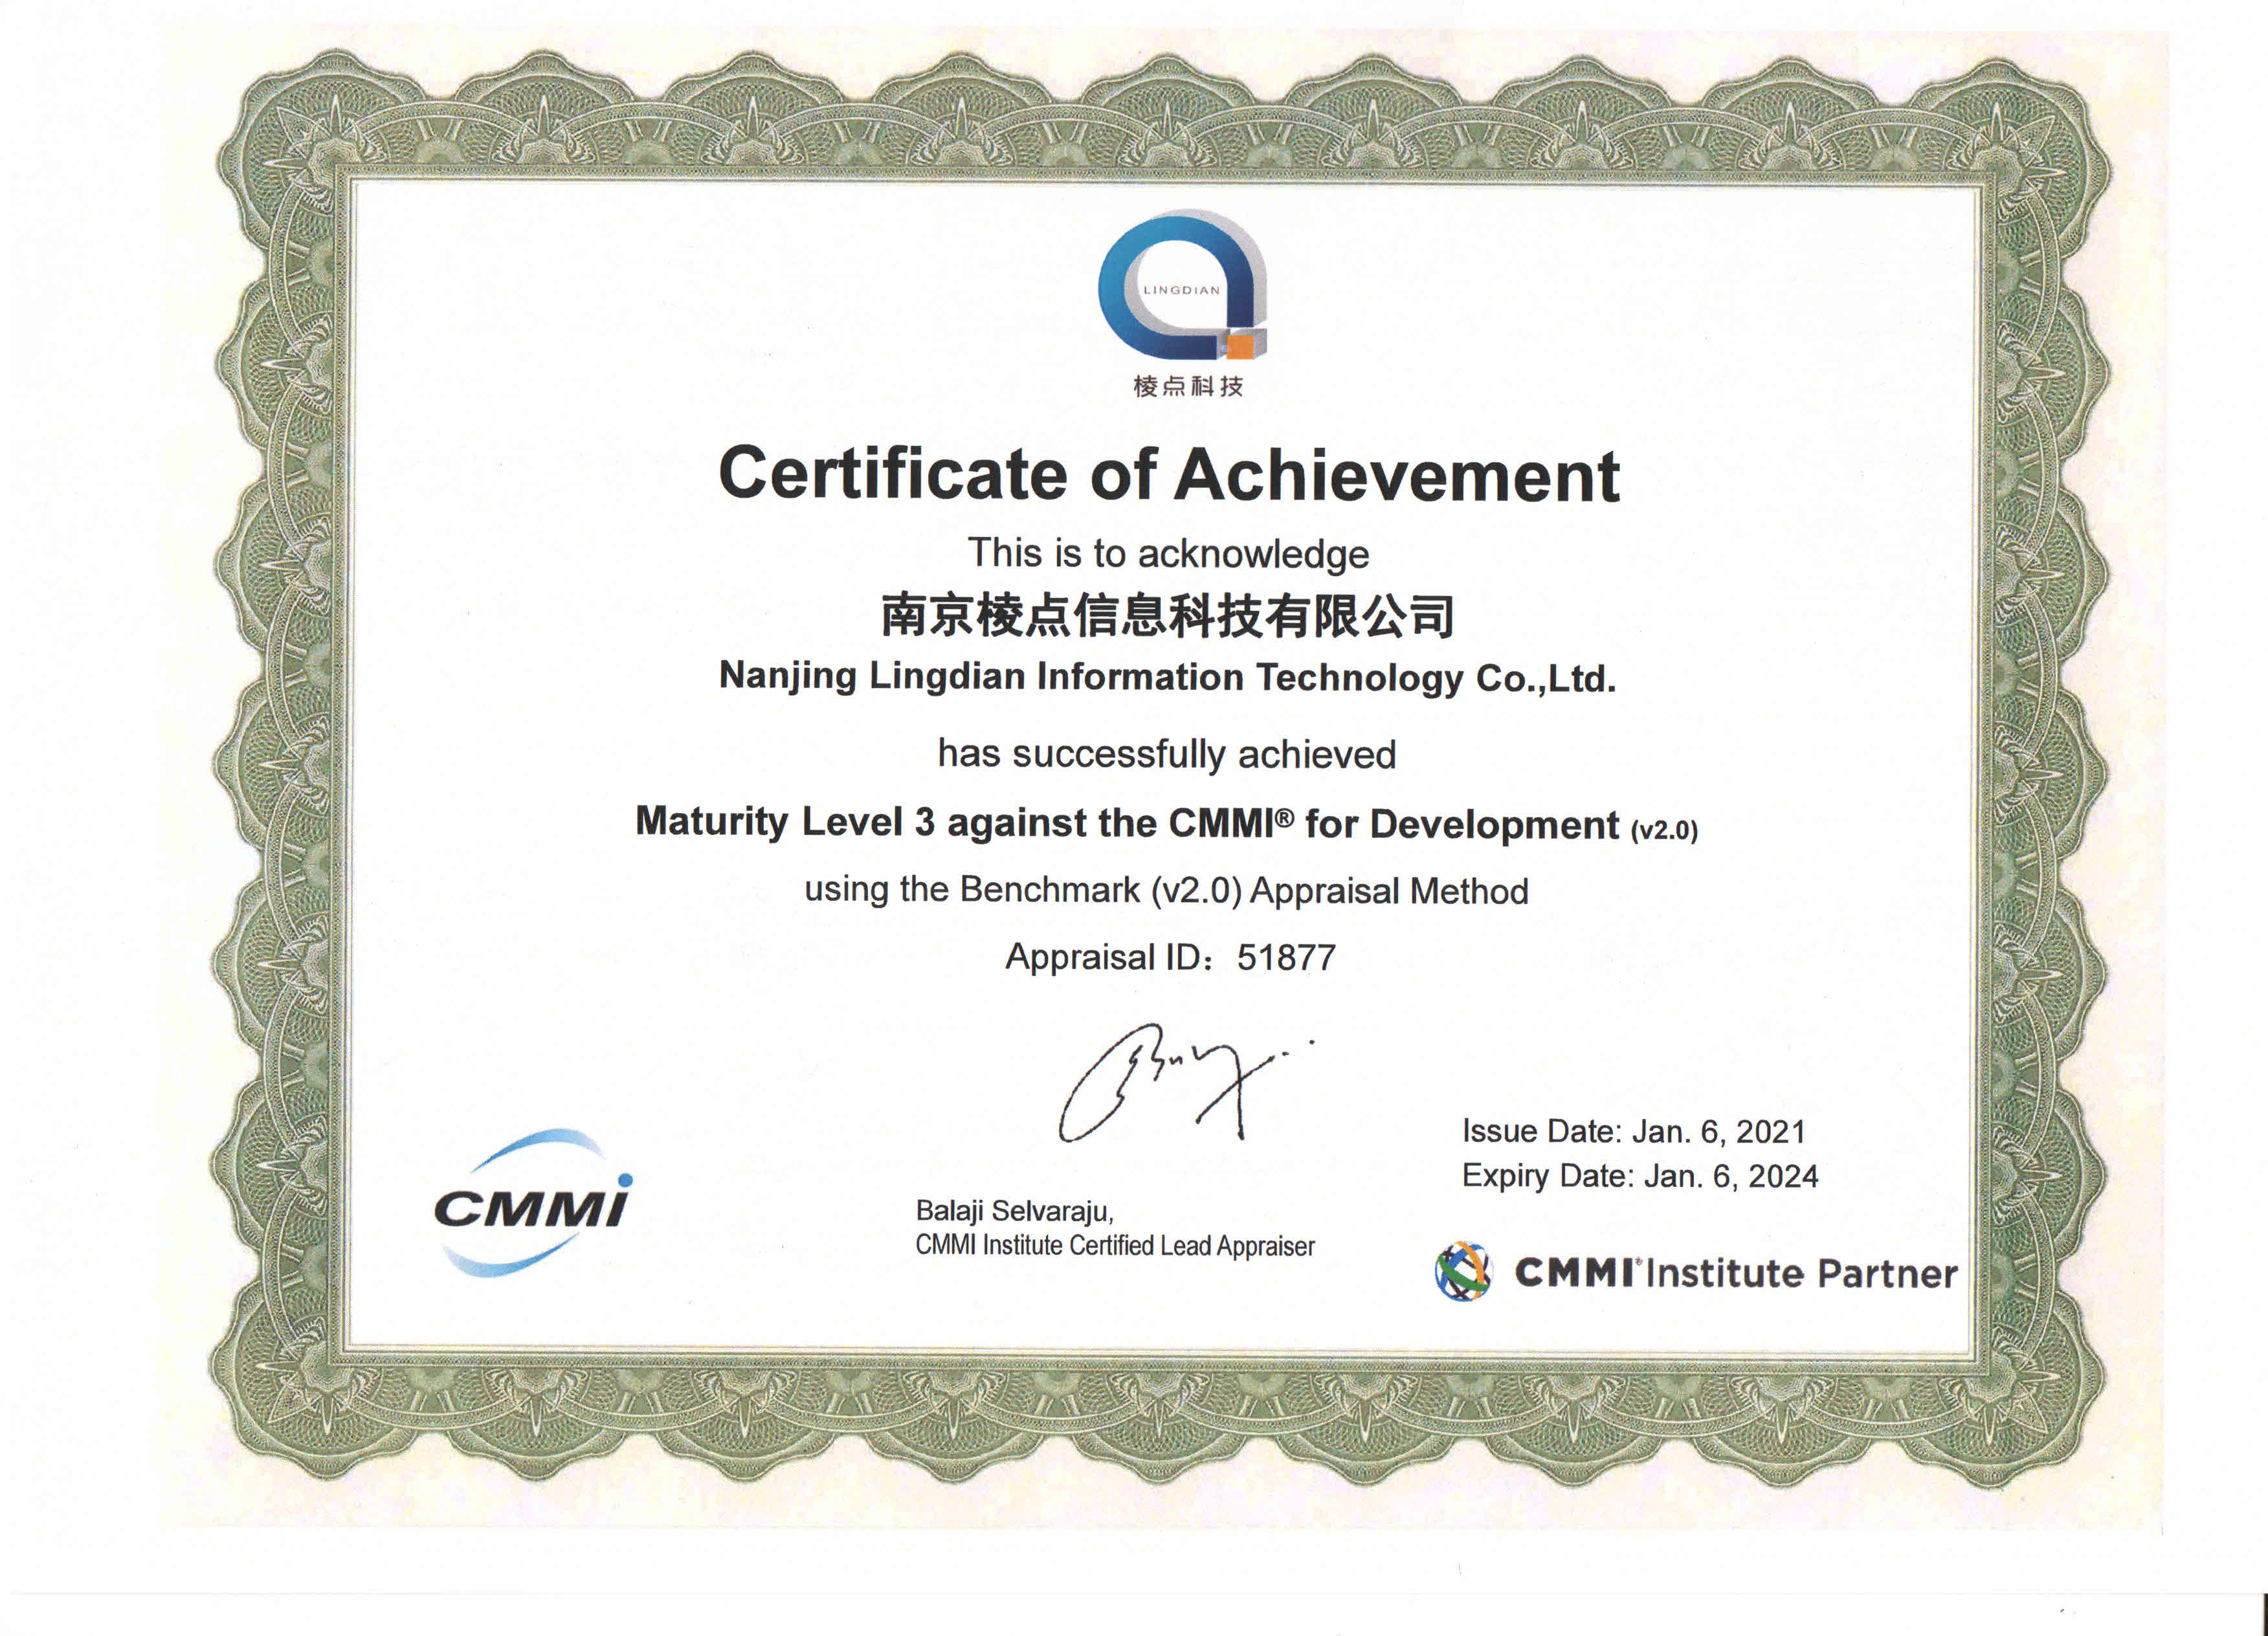 LINGDIAN
棱点科技
Certificate of Achievement
This is to acknowledge
南京棱点信息科技有限公司
Nanjing Lingdian Information Technology Co.,Ltd.
has successfully achieved
Maturity Level 3 against the CMMI® for Development (v2.0)
using the Benchmark (v2.0) Appraisal Method
Appraisal ID：51877
Issue Date: Jan. 6, 2021
Expiry Date: Jan. 6, 2024
CMMi
Balaji Selvaraju,
CMMI Institute Certified Lead Appraiser
CMMI® Institute Partner